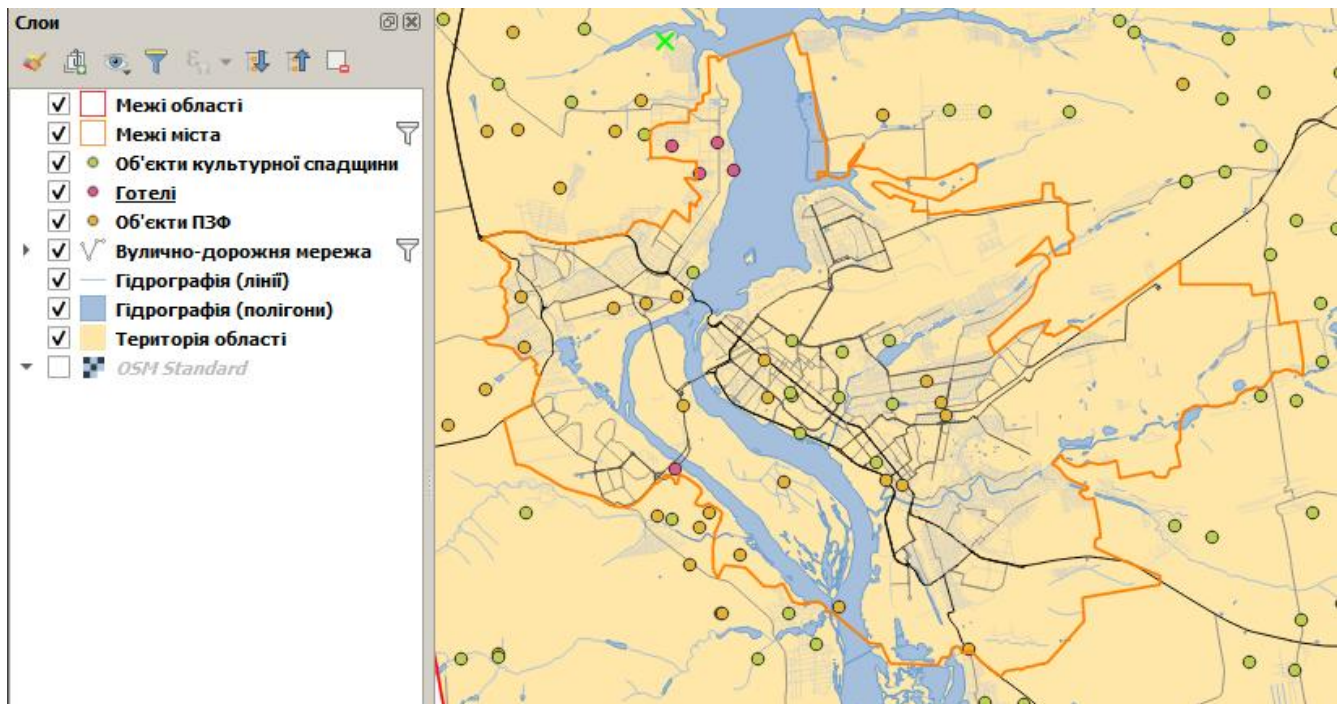 Слои
Межі області
Межі міста
Об'єкти культурної спадщини
Готелі
Об'єкти ПЗФ
Вулично-дорожня мережа
Гідрографія (лінії)
Гідрографія (полігони)
Територія області
OSM Standard